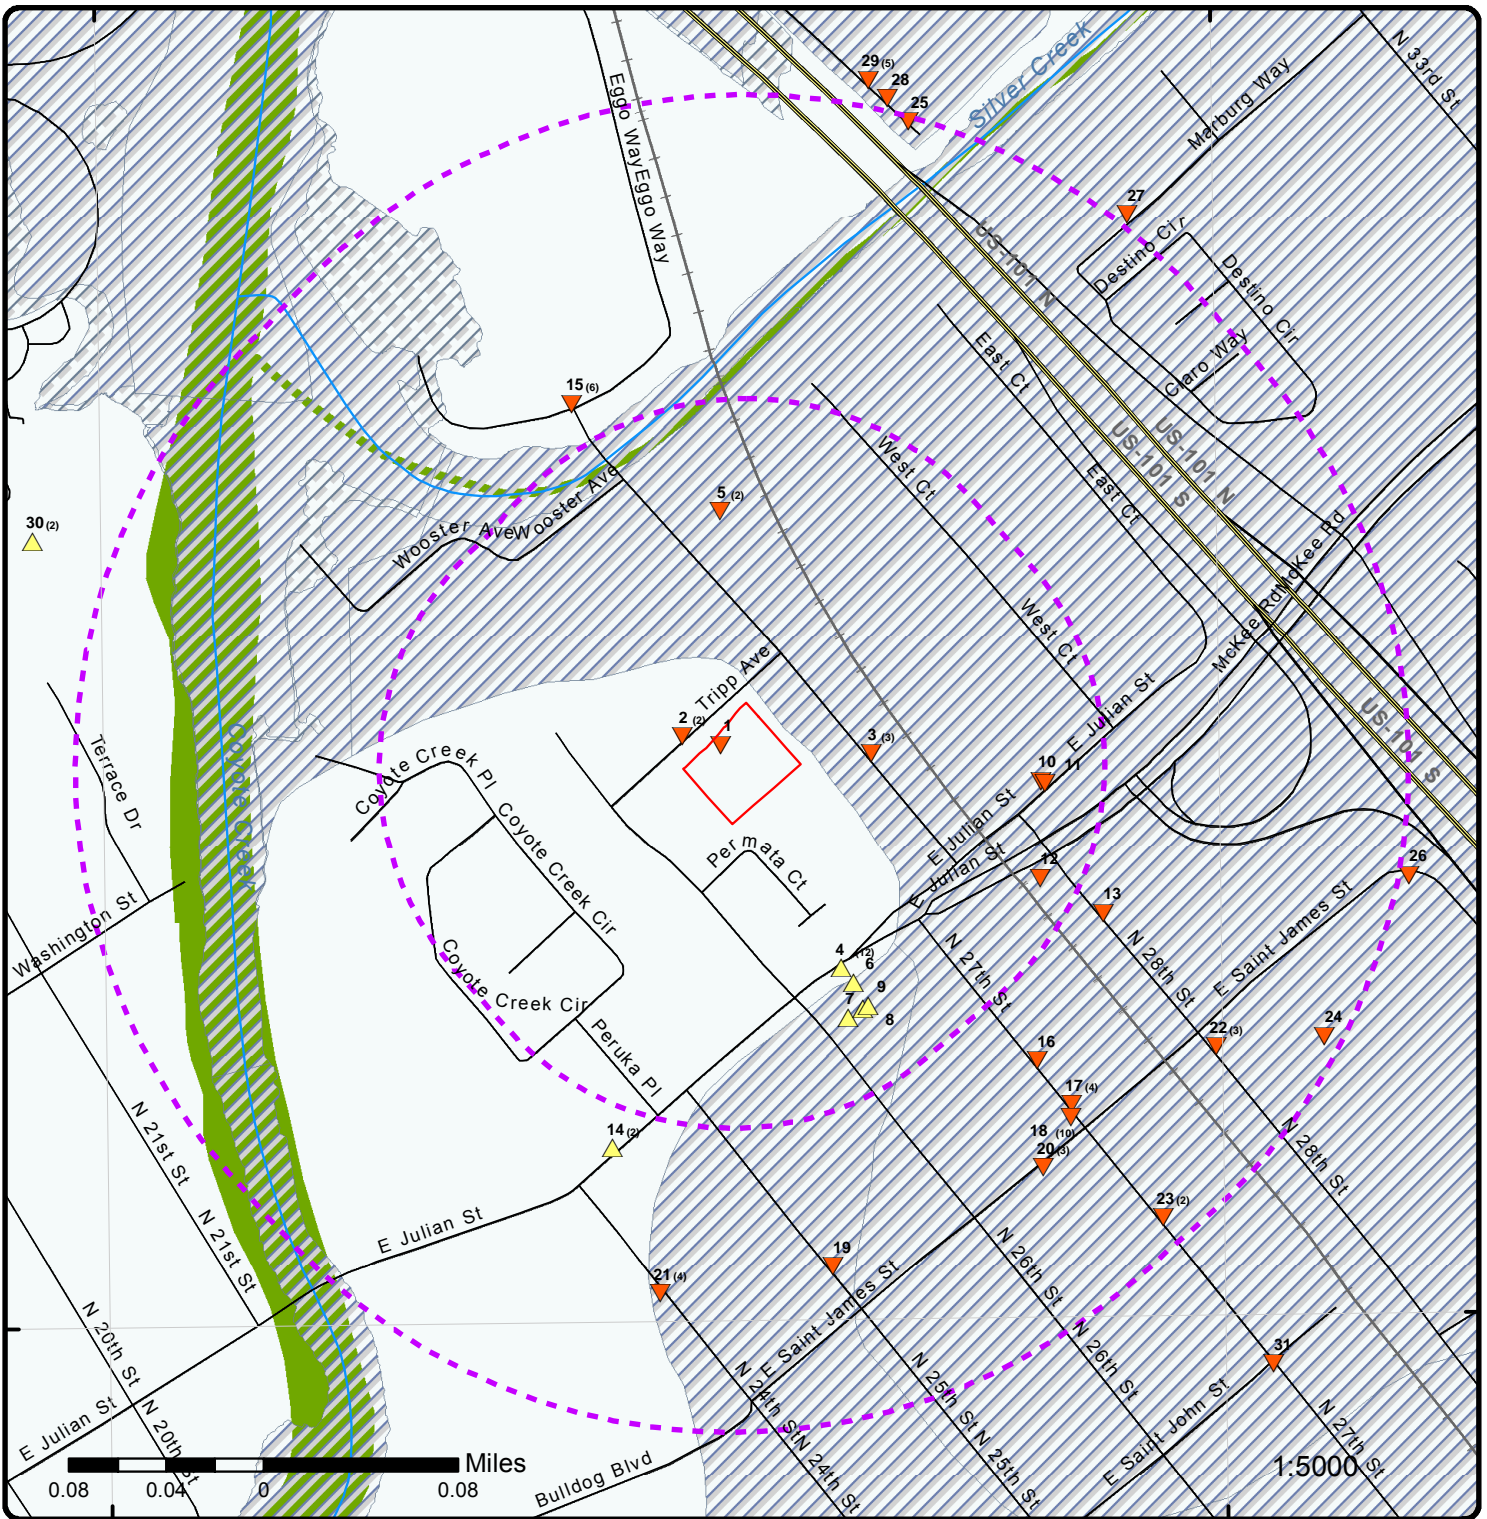 N 33rd St
29 (5)
28
25
Silver Creek
Marburg Way
Eggo Way
Eggo Way
27
Destino Cir
Destino Cir
US-101 N
Claro Way
East Ct
15 (6)
US-101 N
US-101 S
West Ct
East Ct
5 (2)
Wooster Ave
Wooster Ave
30 (2)
McKee Rd
McKee Rd
West Ct
Tripp Ave
E Julian St
US-101 S
2 (2)
1
3 (3)
10
11
Terrace Dr
Coyote Creek
Coyote Creek Pl
Coyote Creek Cir
E Julian St
E Julian St
Per mata Ct
12
13
26
Washington St
E Saint James St
Coyote Creek Cir
4 (12)
6
9
7
8
N 27th St
N 28th St
22 (3)
24
Peruka Pl
16
17 (4)
18 (10)
20 (3)
14 (2)
N 21st St
N 28th St
23 (2)
N 21st St
E Julian St
19
21 (4)
E Saint James St
N 26th St
N 20th St
N 26th St
31
N 24th St
N 25th St
E Saint John St
N 27th St
E Julian St
N 20th St
N 24th St
N 25th St
Bulldog Blvd
Miles
0.08
0.04
0
0.08
1:5000